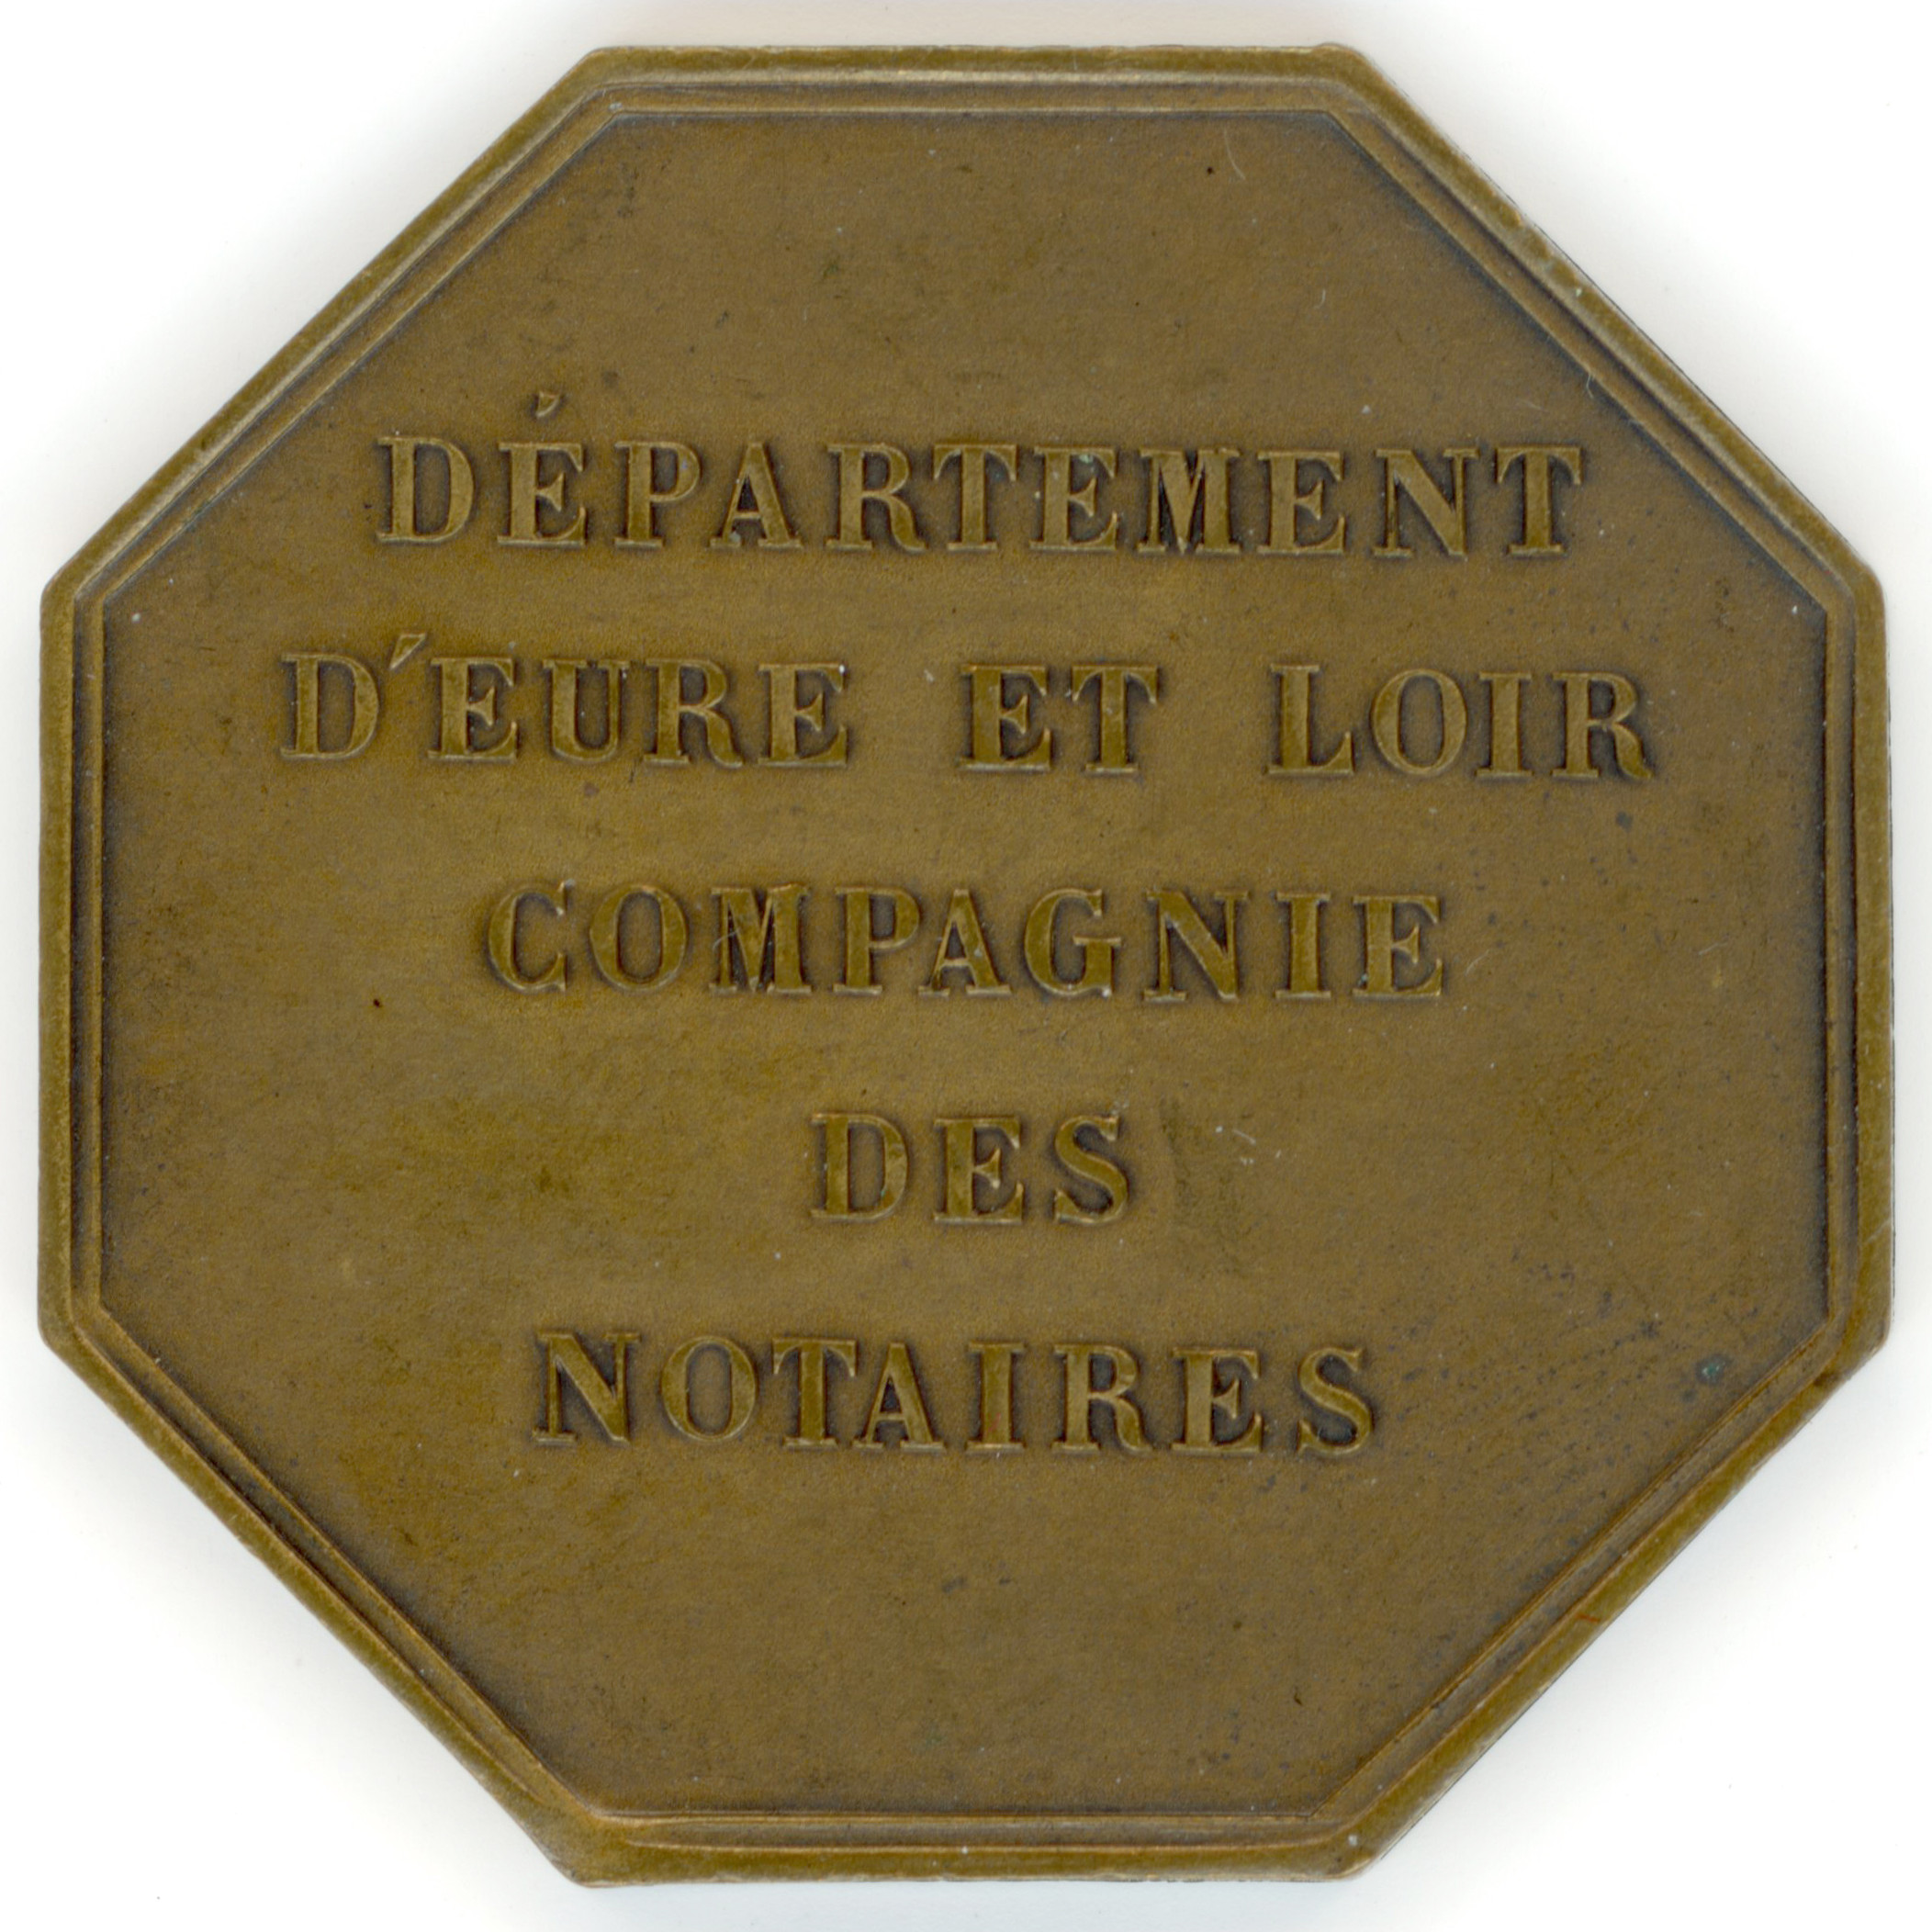 DÉPARTEMENT
D'EURE ET LOIR
COMPAGNIE
DES
NOTAIRES